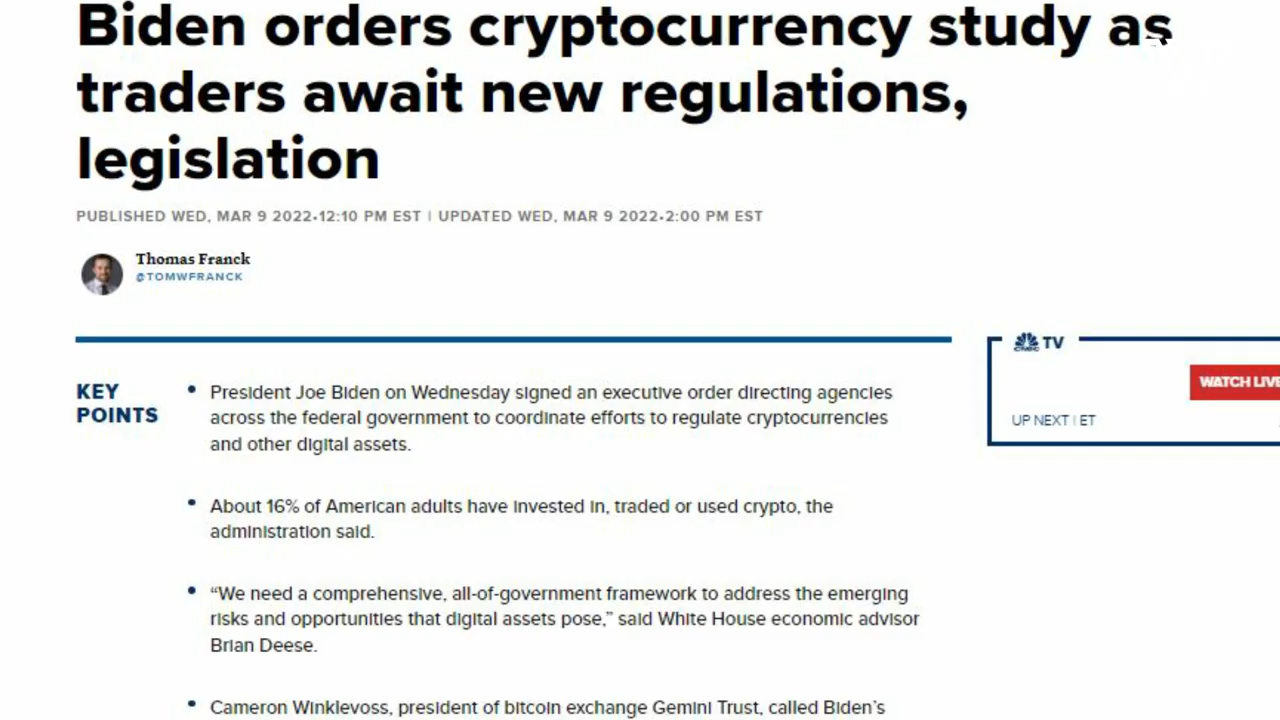 Biden orders cryptocurrency study as
traders await new regulations,
legislation
PUBLISHED WED, MAR 9 2022•12:10 PM EST | UPDATED WED, MAR 9 2022•2:00 PM EST
Thomas Franck
@TOMWFRANCK
TV
WATCH LIVE
UP NEXT | ET
KEY
POINTS
• President Joe Biden on Wednesday signed an executive order directing agencies
across the federal government to coordinate efforts to regulate cryptocurrencies
and other digital assets.
• About 16% of American adults have invested in, traded or used crypto, the
administration said.
• “We need a comprehensive, all-of-government framework to address the emerging
risks and opportunities that digital assets pose,” said White House economic advisor
Brian Deese.
• Cameron Winklevoss, president of bitcoin exchange Gemini Trust, called Biden’s